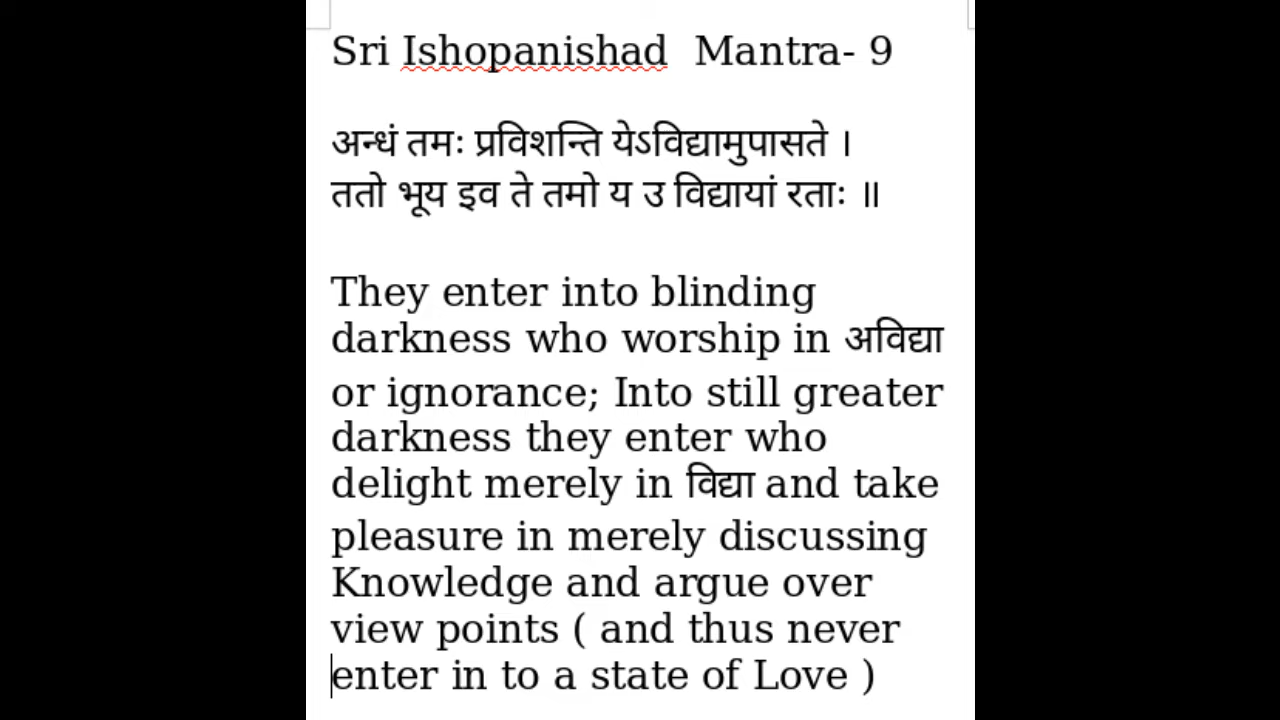 Sri Ishopanishad  Mantra- 9
अन्धं तमः प्रविशन्ति येऽविद्यामुपासते ।
ततो भूय इव ते तमो य उ विद्यायां रताः ॥
They enter into blinding
darkness who worship in अविद्या
or ignorance; Into still greater
darkness they enter who
delight merely in विद्या and take
pleasure in merely discussing
Knowledge and argue over
view points ( and thus never
enter in to a state of Love )